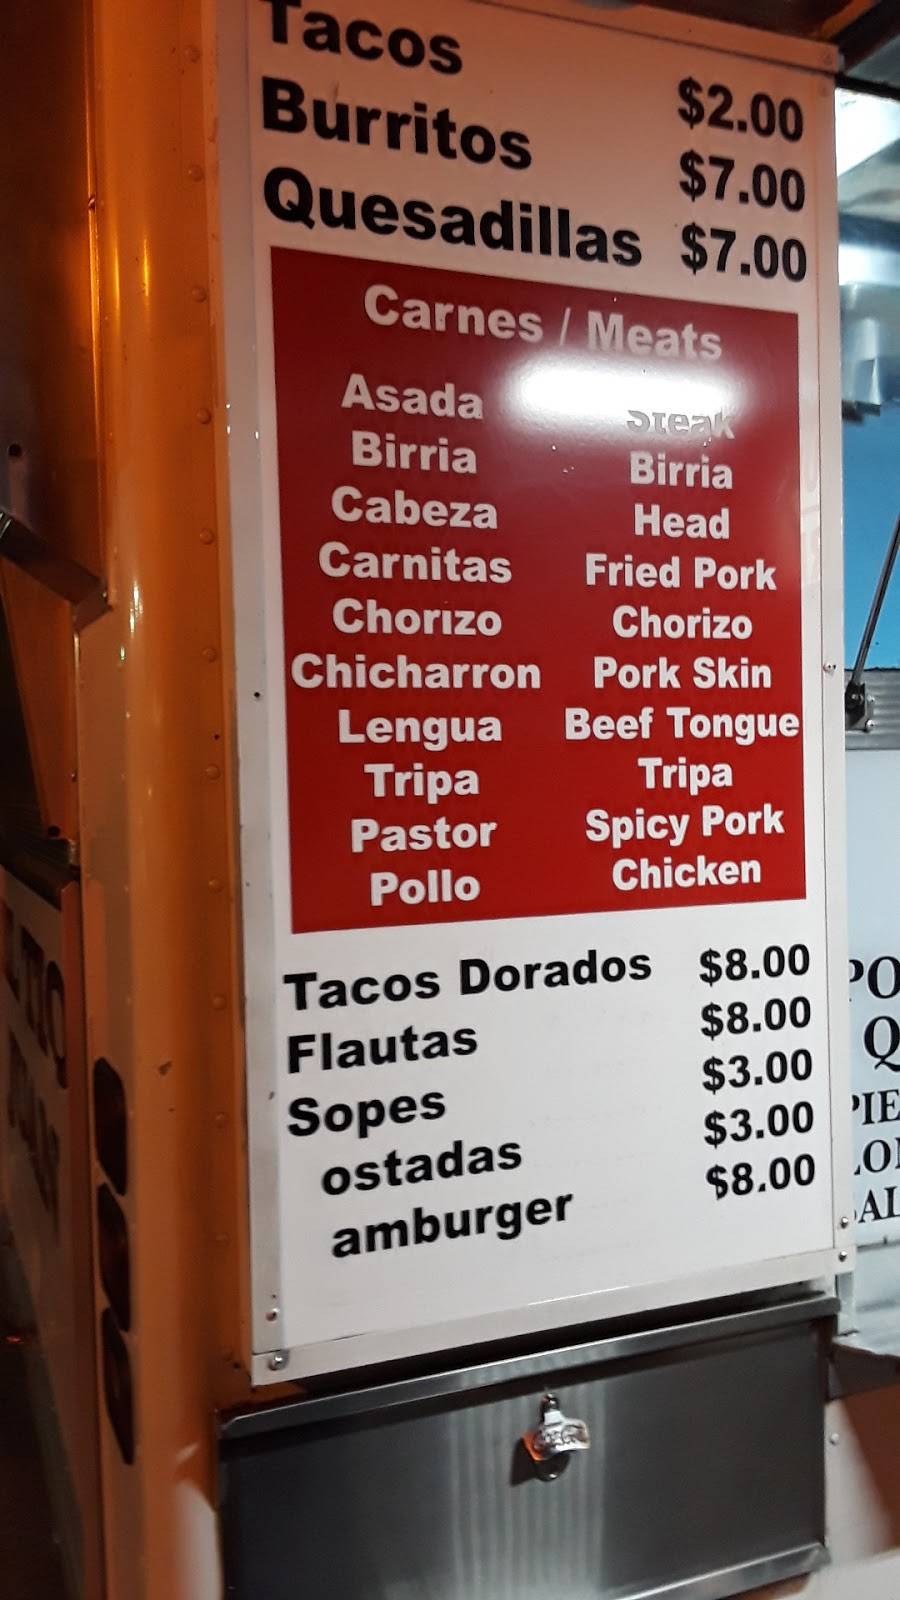 Tacos $2.00
Burritos $7.00
Quesadillas $7.00
Carnes / Meats
Asada Steak
Birria Birria
Cabeza Head
Carnitas Fried Pork
Chorizo Chorizo
Chicharron Pork Skin
Lengua Beef Tongue
Tripa Tripa
Pastor Spicy Pork
Pollo Chicken
Tacos Dorados $8.00
Flautas $8.00
Sopes $3.00
ostadas $3.00
amburger $8.00